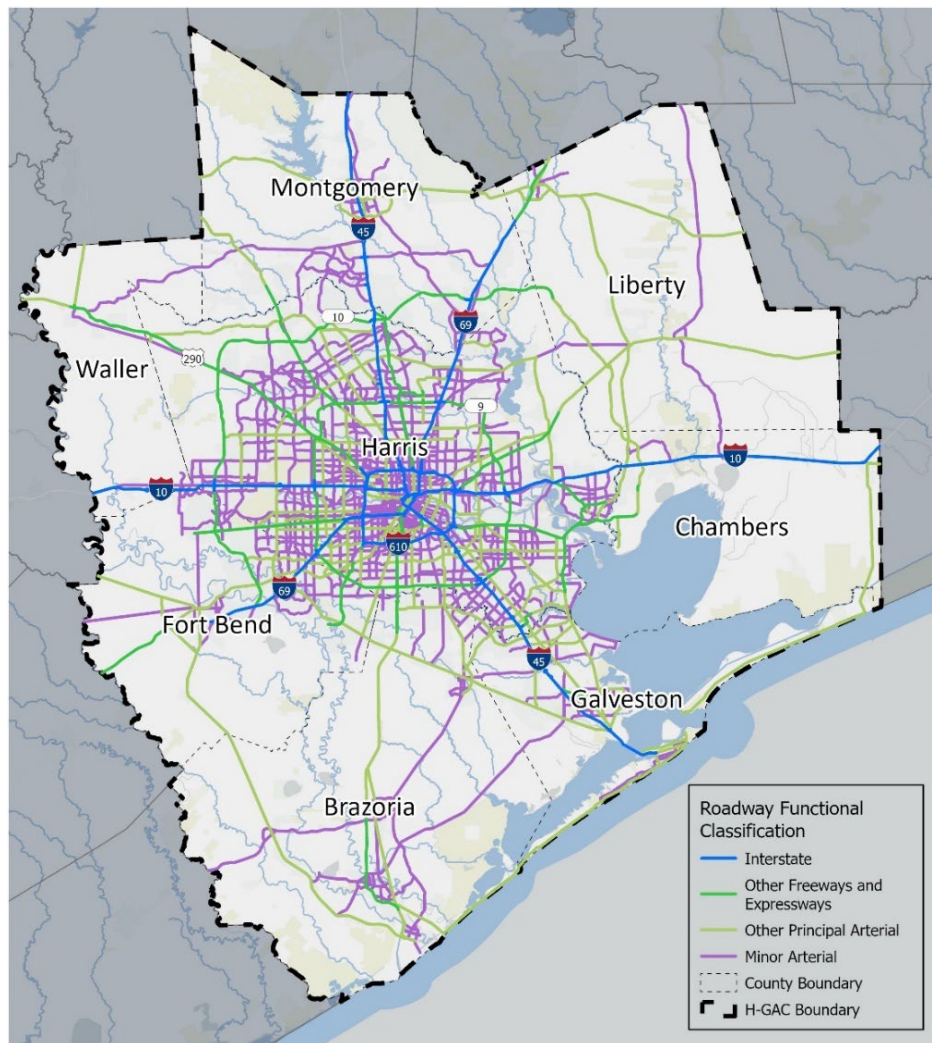 Montgomery
45
Liberty
10
69
290
Waller
9
Harris
10
10
Chambers
610
69
Fort Bend
45
Galveston
Brazoria
Roadway Functional
Classification
Interstate
Other Freeways and
Expressways
Other Principal Arterial
Minor Arterial
County Boundary
H-GAC Boundary